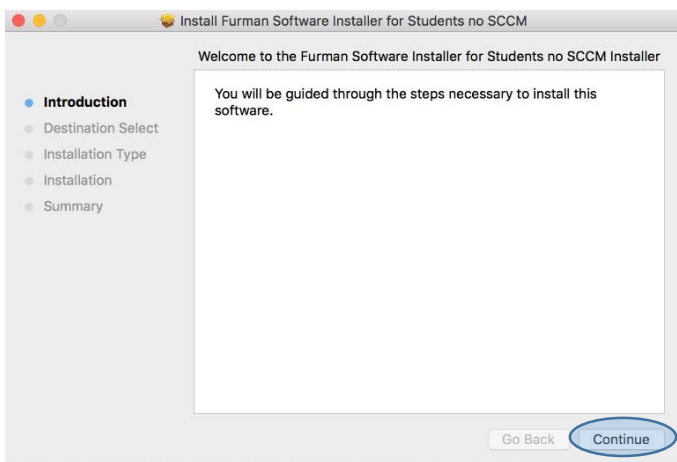 Install Furman Software Installer for Students no SCCM
Welcome to the Furman Software Installer for Students no SCCM Installer
Introduction
Destination Select
Installation Type
Installation
Summary
You will be guided through the steps necessary to install this
software.
Go Back
Continue